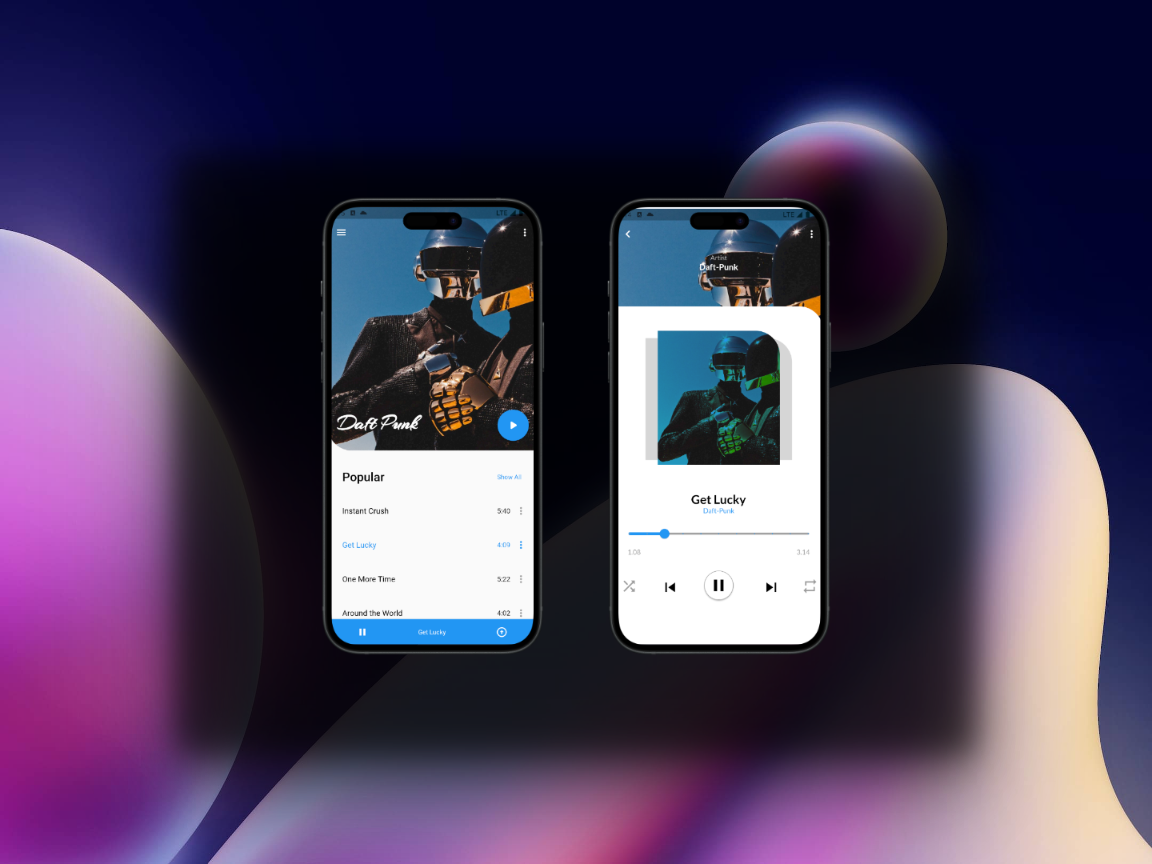 LTE
Daft Punk
Popular
Show All
Instant Crush 5:40
Get Lucky 4:09
One More Time 5:22
Around the World 4:02
Get Lucky
LTE
Artist
Daft-Punk
Get Lucky
Daft-Punk
1.08 3.14